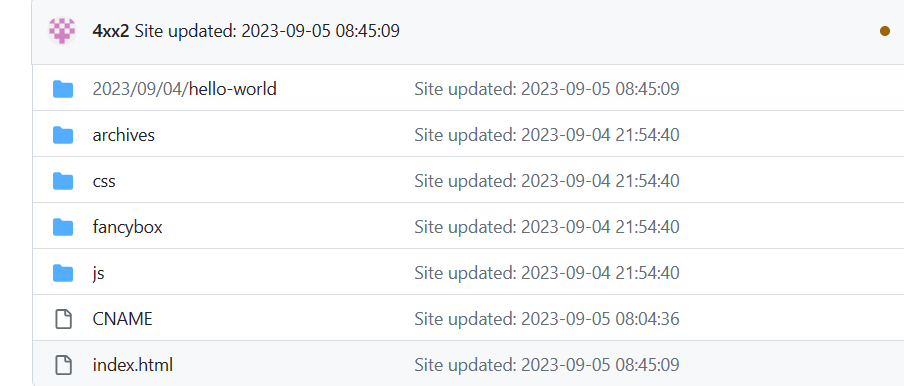 4xx2 Site updated: 2023-09-05 08:45:09
2023/09/04/hello-world Site updated: 2023-09-05 08:45:09
archives Site updated: 2023-09-04 21:54:40
css Site updated: 2023-09-04 21:54:40
fancybox Site updated: 2023-09-04 21:54:40
js Site updated: 2023-09-04 21:54:40
CNAME Site updated: 2023-09-05 08:04:36
index.html Site updated: 2023-09-05 08:45:09